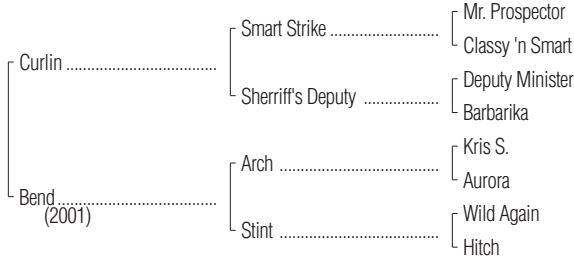 Mr. Prospector
Smart Strike ................................
Classy 'n Smart
Curlin ............................................
Deputy Minister
Sherriff's Deputy ......................
Barbarika
Kris S.
Arch ..............................................
Aurora
Bend ..............................................
(2001)
Wild Again
Stint ..............................................
Hitch